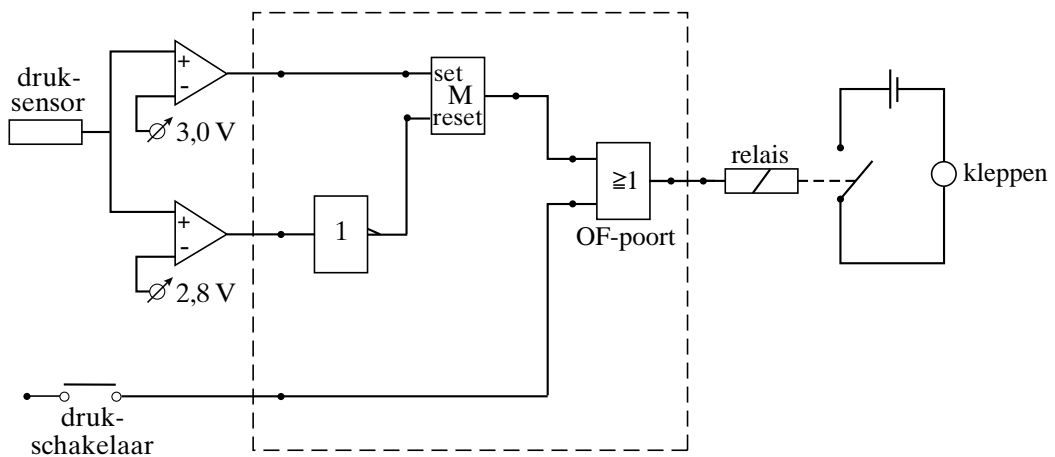 druk-
sensor
+
-
3,0 V
set
M
reset
+
-
2,8 V
1
≧1
OF-poort
relais
kleppen
druk-
schakelaar